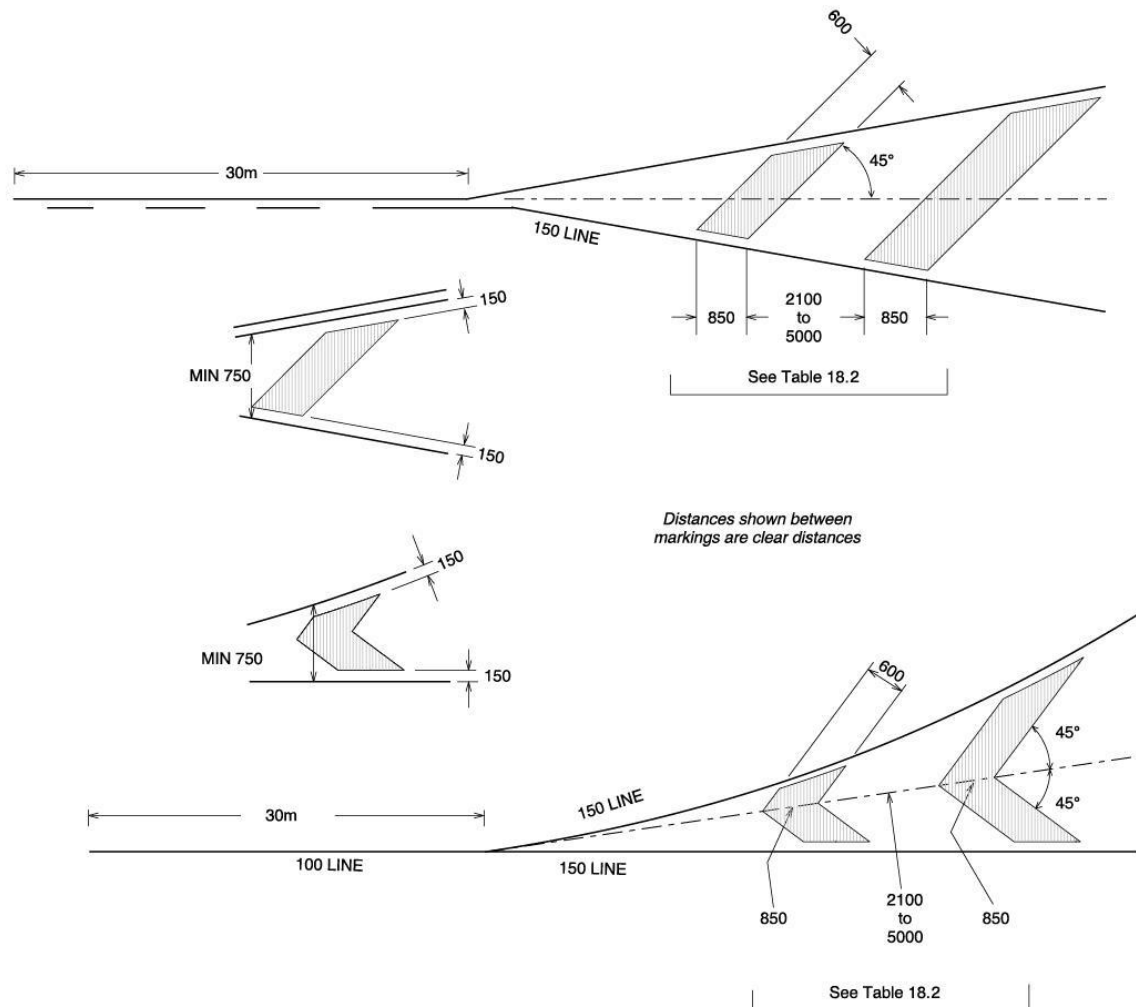 600
30m
45°
150 LINE
150
MIN 750
850
2100
to
5000
850
See Table 18.2
150
Distances shown between
markings are clear distances
150
MIN 750
150
600
45°
45°
30m
150 LINE
100 LINE
150 LINE
850
2100
to
5000
850
See Table 18.2